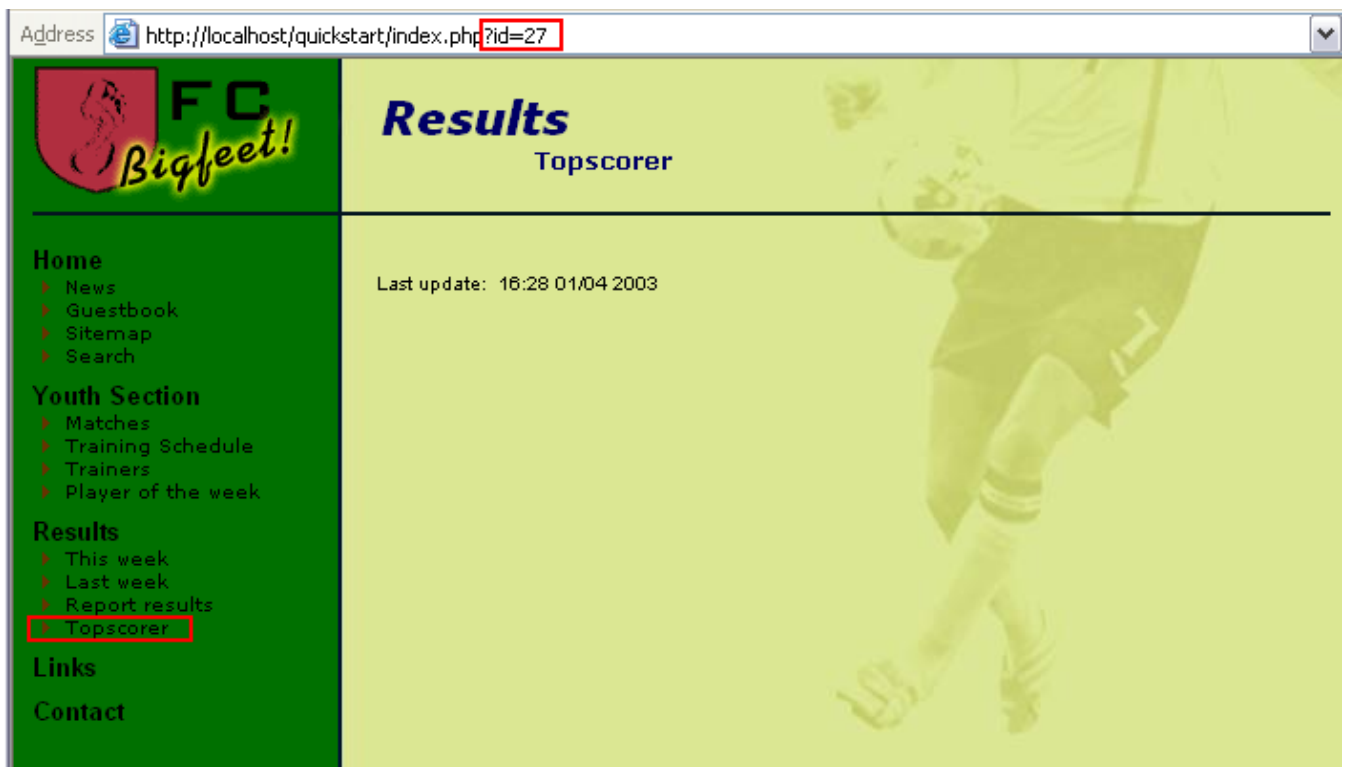 Address http://localhost/quickstart/index.php?id=27
FC
Bigfeet!
Results
Topscorer
Home
News
Guestbook
Sitemap
Search
Youth Section
Matches
Training Schedule
Trainers
Player of the week
Results
This week
Last week
Report results
Topscorer
Links
Contact
Last update: 16:28 01/04 2003